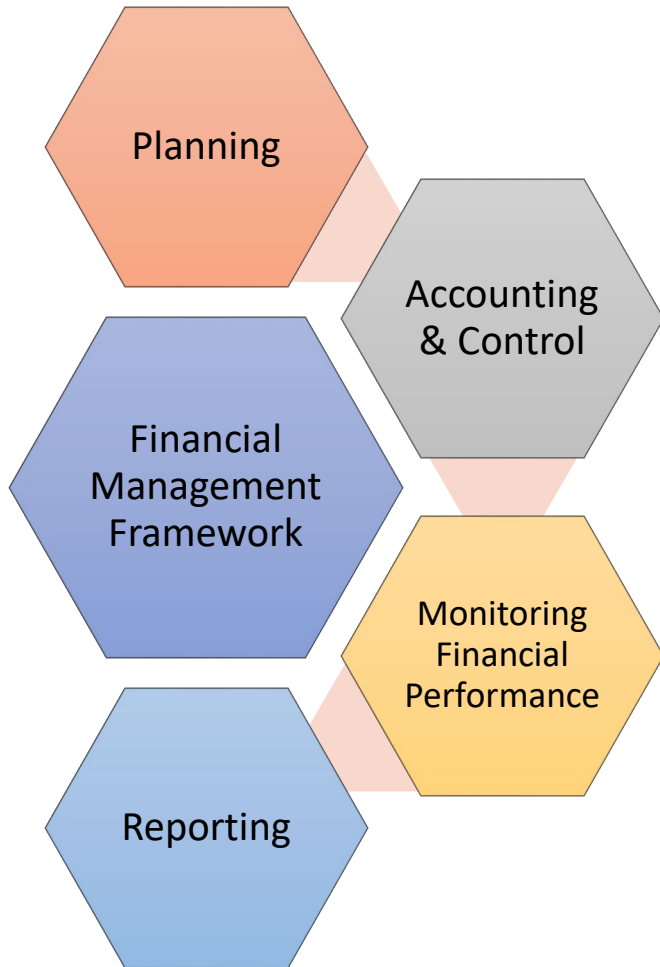 Planning
Accounting
& Control
Financial
Management
Framework
Monitoring
Financial
Performance
Reporting